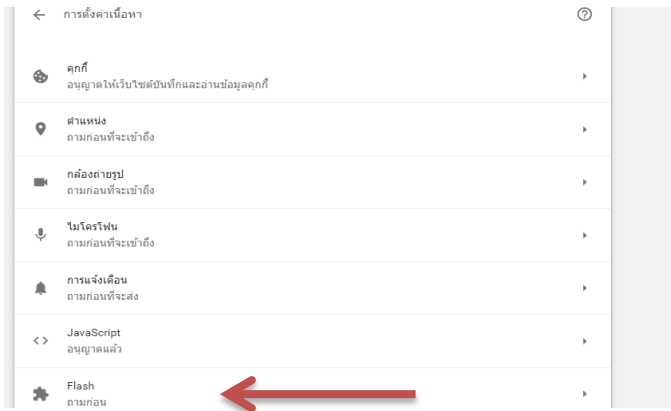 การตั้งค่าเนื้อหา
คุกกี้
อนุญาตให้เว็บไซต์บันทึกและอ่านข้อมูลคุกกี้
ตำแหน่ง
ถามก่อนที่จะเข้าถึง
กล้องถ่ายรูป
ถามก่อนที่จะเข้าถึง
ไมโครโฟน
ถามก่อนที่จะเข้าถึง
การแจ้งเตือน
ถามก่อนที่จะส่ง
JavaScript
อนุญาตแล้ว
Flash
ถามก่อน